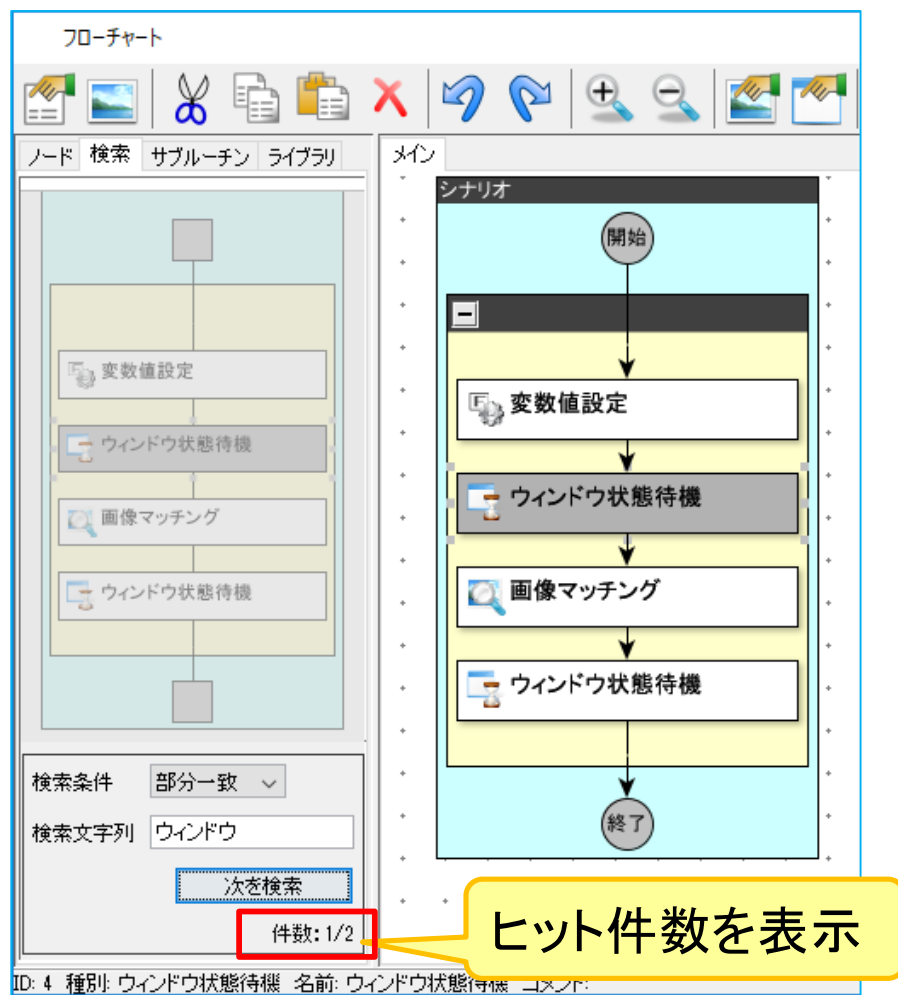 フローチャート
ノード 検索 サブルーチン ライブラリ
変数値設定
ウィンドウ状態待機
画像マッチング
ウィンドウ状態待機
検索条件 部分一致
検索文字列 ウィンドウ
次を検索
件数: 1/2
メイン
シナリオ
開始
変数値設定
ウィンドウ状態待機
画像マッチング
ウィンドウ状態待機
終了
ヒット件数を表示
ID: 4 種別: ウィンドウ状態待機 名前: ウィンドウ状態待機 コメント: